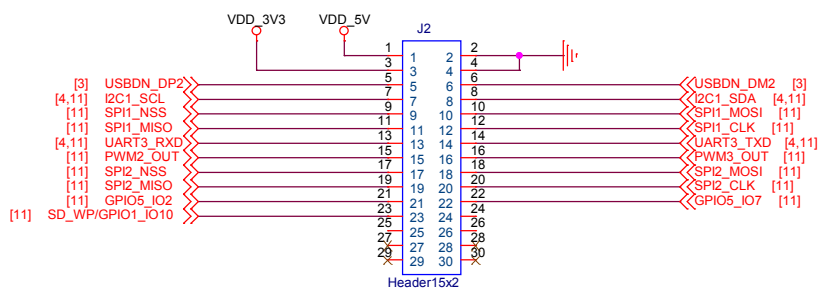 VDD_3V3 VDD_5V J2
1 1 2 2
3 3 4 4
[3] USBDN_DP2 5 5 6 6 USBDN_DM2 [3]
[4,11] I2C1_SCL 7 7 8 8 I2C1_SDA [4,11]
[11] SPI1_NSS 9 9 10 10 SPI1_MOSI [11]
[11] SPI1_MISO 11 11 12 12 SPI1_CLK [11]
[4,11] UART3_RXD 13 13 14 14 UART3_TXD [4,11]
[11] PWM2_OUT 15 15 16 16 PWM3_OUT [11]
[11] SPI2_NSS 17 17 18 18 SPI2_MOSI [11]
[11] SPI2_MISO 19 19 20 20 SPI2_CLK [11]
[11] GPIO5_IO2 21 21 22 22 GPIO5_IO7 [11]
[11] SD_WP/GPIO1_IO10 23 23 24 24
25 25 26 26
27 27 28 28
29 29 30 30
Header15x2